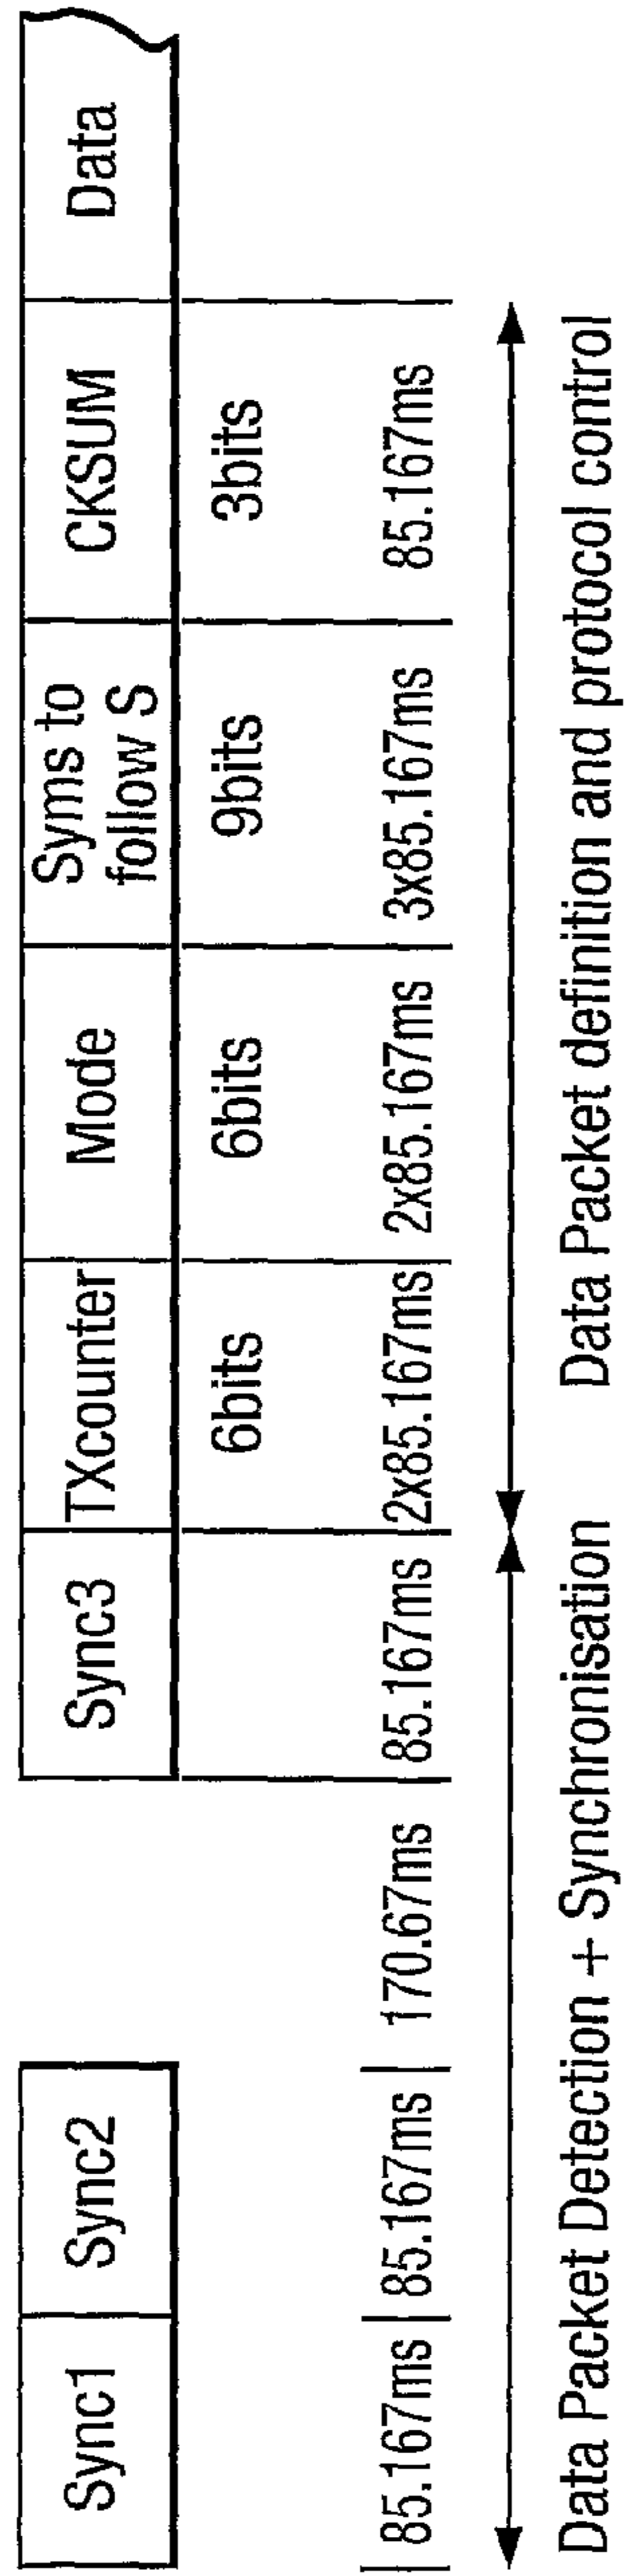 Sync1
Sync2
Sync3
TXcounter
Mode
Syms to
follow S
CKSUM
Data
6bits
6bits
9bits
3bits
85.167ms
85.167ms
170.67ms
85.167ms
2x85.167ms
2x85.167ms
3x85.167ms
85.167ms
Data Packet Detection + Synchronisation
Data Packet definition and protocol control